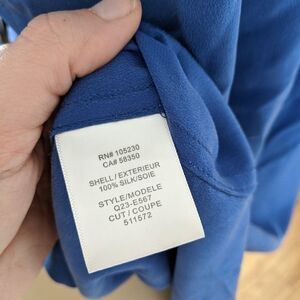 RN# 105230
CA# 58350
SHELL / EXTERIEUR
100% SILK/SOIE
STYLE/MODELE
Q23-E567
CUT / COUPE
511572